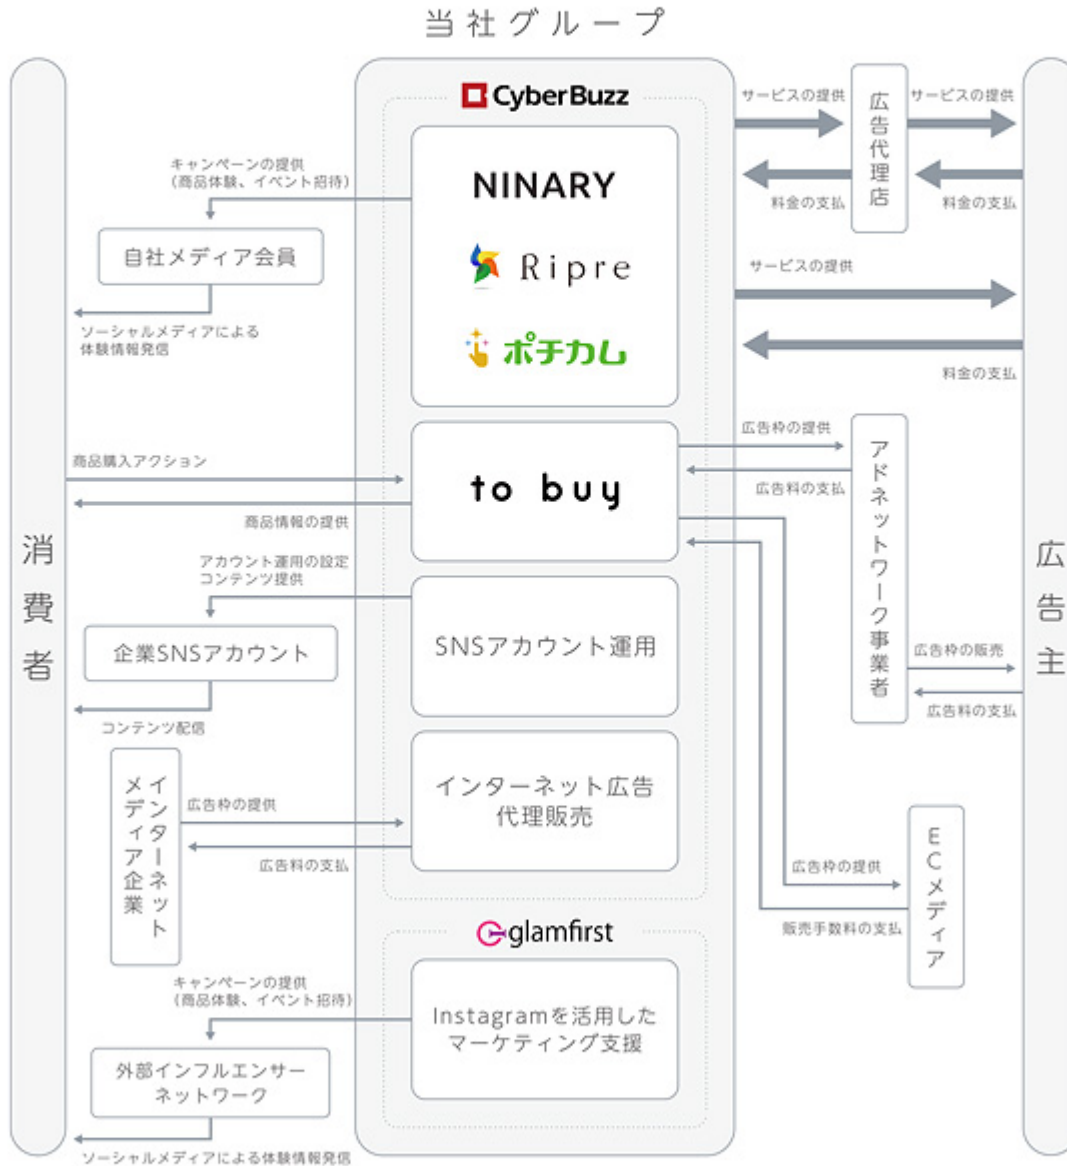 当社グループ
CyberBuzz
NINARY
Ripre
ポチカム
to buy
SNSアカウント運用
インターネット広告
代理販売
glamfirst
Instagramを活用した
マーケティング支援
消費者
キャンペーンの提供
(商品体験、イベント招待)
自社メディア会員
ソーシャルメディアによる
体験情報発信
商品購入アクション
商品情報の提供
アカウント運用の設定
コンテンツ提供
企業SNSアカウント
コンテンツ配信
インターネット
メディア企業
広告枠の提供
広告料の支払
キャンペーンの提供
(商品体験、イベント招待)
外部インフルエンサー
ネットワーク
ソーシャルメディアによる体験情報発信
サービスの提供
料金の支払
広告代理店
サービスの提供
料金の支払
サービスの提供
料金の支払
広告枠の提供
広告料の支払
アドネットワーク事業者
広告枠の販売
広告料の支払
広告枠の提供
販売手数料の支払
ECメディア
広告主